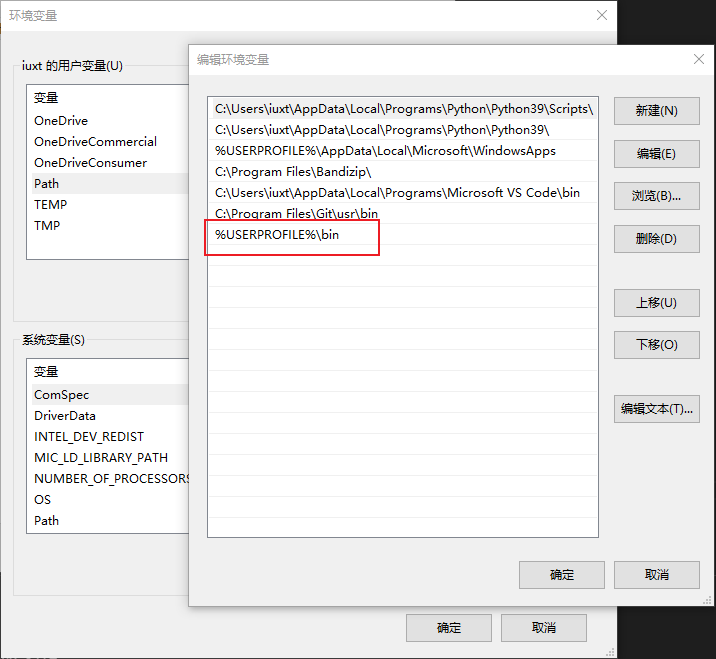 环境变量
iuxt 的用户变量(U)
变量
OneDrive
OneDriveCommercial
OneDriveConsumer
Path
TEMP
TMP
系统变量(S)
变量
ComSpec
DriverData
INTEL_DEV_REDIST
MIC_LD_LIBRARY_PATH
NUMBER_OF_PROCESSORS
OS
Path
确定
取消
编辑环境变量
C:\Users\iuxt\AppData\Local\Programs\Python\Python39\Scripts\
C:\Users\iuxt\AppData\Local\Programs\Python\Python39\
%USERPROFILE%\AppData\Local\Microsoft\WindowsApps
C:\Program Files\Bandizip\
C:\Users\iuxt\AppData\Local\Programs\Microsoft VS Code\bin
C:\Program Files\Git\usr\bin
%USERPROFILE%\bin
新建(N)
编辑(E)
浏览(B)...
删除(D)
上移(U)
下移(O)
编辑文本(T)...
确定
取消